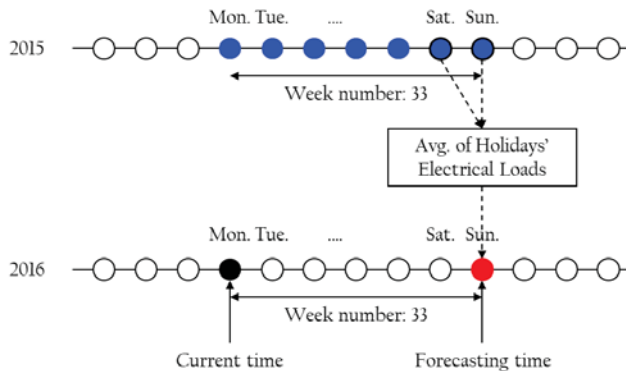 Mon. Tue. .... Sat. Sun.
2015
Week number: 33
Avg. of Holidays'
Electrical Loads
Mon. Tue. .... Sat. Sun.
2016
Week number: 33
Current time Forecasting time